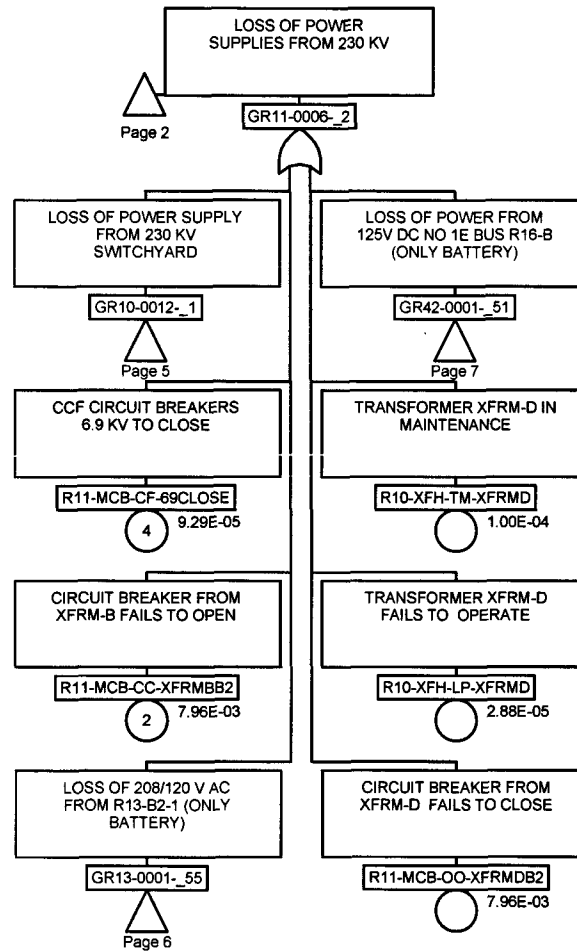 LOSS OF POWER
SUPPLIES FROM 230 KV
Page 2
GR11-0006-_2
LOSS OF POWER SUPPLY
FROM 230 KV
SWITCHYARD
GR10-0012-_1
Page 5
LOSS OF POWER FROM
125V DC NO 1E BUS R16-B
(ONLY BATTERY)
GR42-0001-_51
Page 7
CCF CIRCUIT BREAKERS
6.9 KV TO CLOSE
R11-MCB-CF-69CLOSE
4 9.29E-05
TRANSFORMER XFRM-D IN
MAINTENANCE
R10-XFH-TM-XFRMD
1.00E-04
CIRCUIT BREAKER FROM
XFRM-B FAILS TO OPEN
R11-MCB-CC-XFRMBB2
2 7.96E-03
TRANSFORMER XFRM-D
FAILS TO OPERATE
R10-XFH-LP-XFRMD
2.88E-05
LOSS OF 208/120 V AC
FROM R13-B2-1 (ONLY
BATTERY)
GR13-0001-_55
Page 6
CIRCUIT BREAKER FROM
XFRM-D FAILS TO CLOSE
R11-MCB-OO-XFRMDB2
7.96E-03